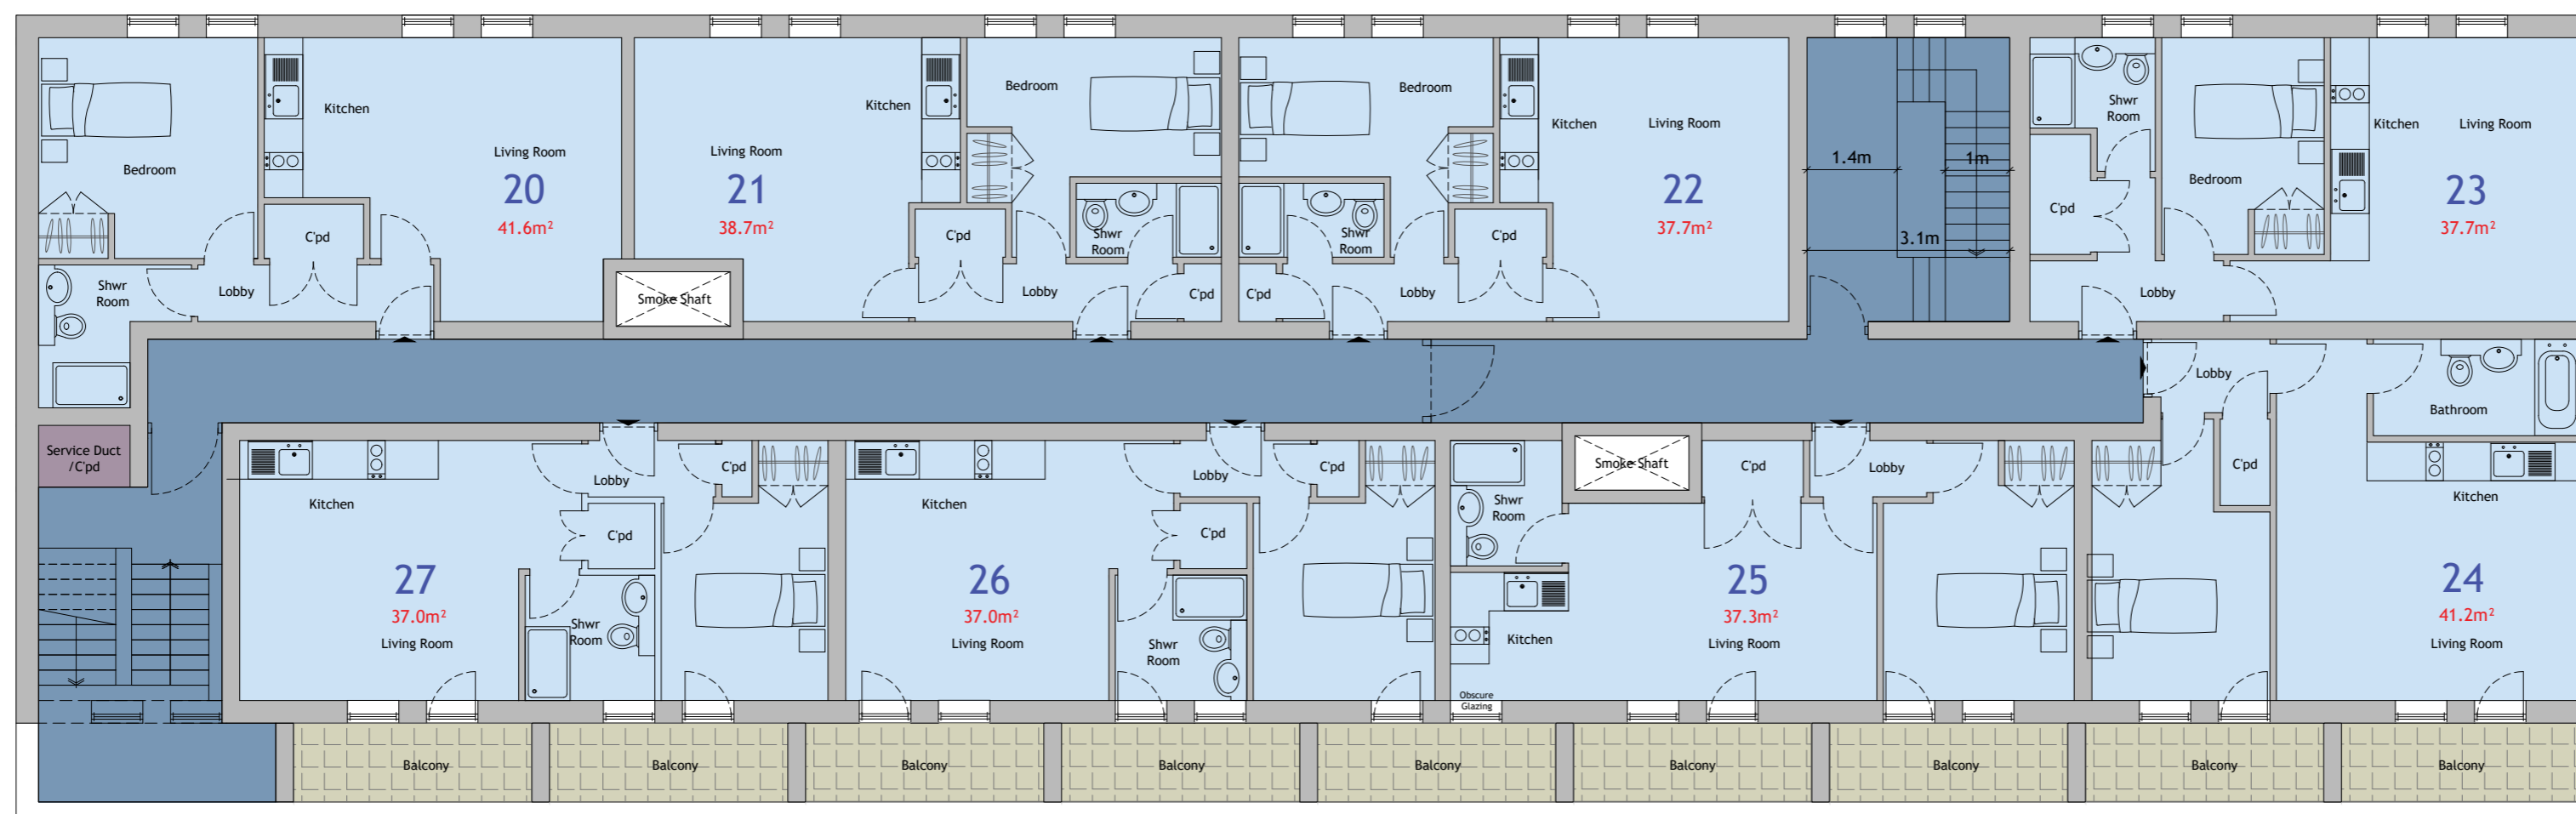 Bedroom
Shwr
Room
Lobby
C'pd
Kitchen
Living Room
20
41.6m²
Smoke Shaft
Living Room
21
38.7m²
Kitchen
Bedroom
C'pd
Lobby
Shwr
Room
C'pd
Bedroom
Shwr
Room
C'pd
Lobby
C'pd
Kitchen
Living Room
22
37.7m²
1.4m
1m
3.1m
Shwr
Room
C'pd
Bedroom
Lobby
Kitchen
Living Room
23
37.7m²
Service Duct
/C'pd
Kitchen
27
37.0m²
Living Room
Lobby
C'pd
C'pd
Shwr
Room
Kitchen
26
37.0m²
Living Room
Lobby
C'pd
C'pd
Shwr
Room
Shwr
Room
Smoke Shaft
C'pd
Lobby
25
37.3m²
Living Room
Kitchen
Obscure
Glazing
Lobby
C'pd
Bathroom
Kitchen
24
41.2m²
Living Room
Balcony
Balcony
Balcony
Balcony
Balcony
Balcony
Balcony
Balcony
Balcony